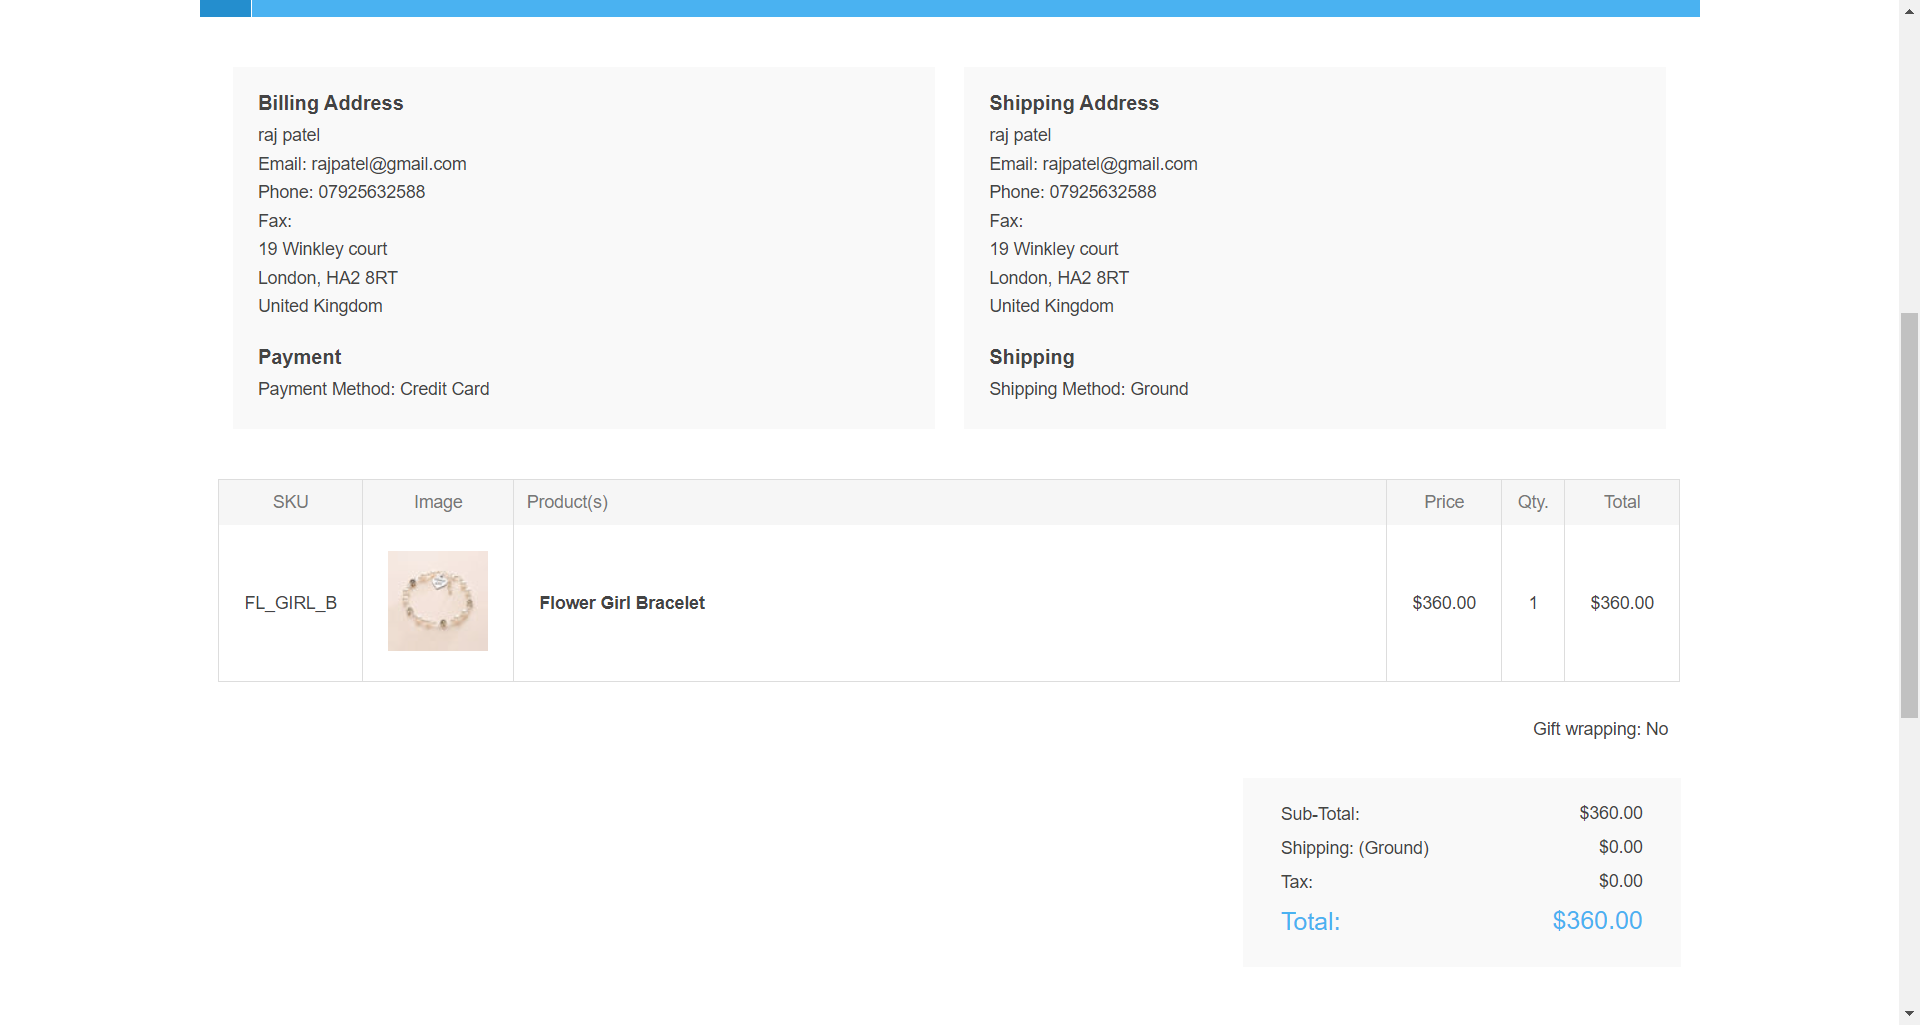 Billing Address
raj patel
Email: rajpatel@gmail.com
Phone: 07925632588
Fax:
19 Winkley court
London, HA2 8RT
United Kingdom
Payment
Payment Method: Credit Card
Shipping Address
raj patel
Email: rajpatel@gmail.com
Phone: 07925632588
Fax:
19 Winkley court
London, HA2 8RT
United Kingdom
Shipping
Shipping Method: Ground
SKU Image Product(s) Price Qty. Total
FL_GIRL_B Flower Girl Bracelet $360.00 1 $360.00
Gift wrapping: No
Sub-Total: $360.00
Shipping: (Ground) $0.00
Tax: $0.00
Total: $360.00